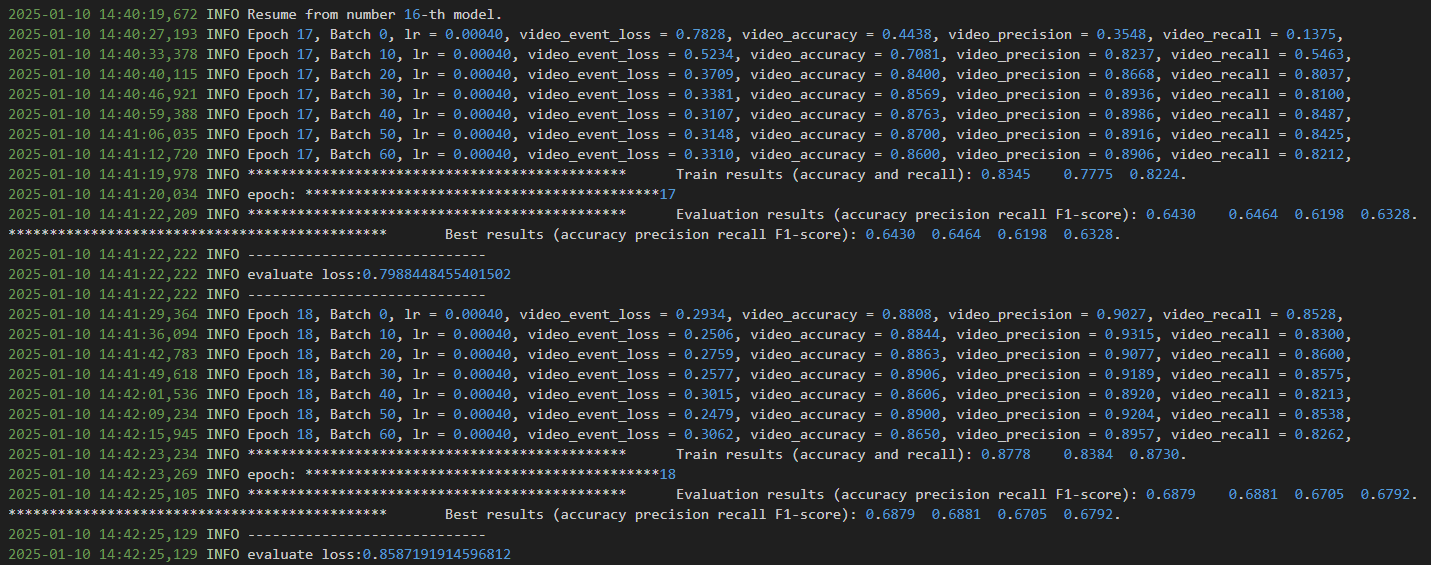 2025-01-10 14:40:19,672 INFO Resume from number 16-th model.
2025-01-10 14:40:27,193 INFO Epoch 17, Batch 0, lr = 0.00040, video_event_loss = 0.7828, video_accuracy = 0.4438, video_precision = 0.3548, video_recall = 0.1375,
2025-01-10 14:40:33,378 INFO Epoch 17, Batch 10, lr = 0.00040, video_event_loss = 0.5234, video_accuracy = 0.7081, video_precision = 0.8237, video_recall = 0.5463,
2025-01-10 14:40:40,115 INFO Epoch 17, Batch 20, lr = 0.00040, video_event_loss = 0.3709, video_accuracy = 0.8400, video_precision = 0.8668, video_recall = 0.8037,
2025-01-10 14:40:46,921 INFO Epoch 17, Batch 30, lr = 0.00040, video_event_loss = 0.3381, video_accuracy = 0.8569, video_precision = 0.8936, video_recall = 0.8100,
2025-01-10 14:40:59,388 INFO Epoch 17, Batch 40, lr = 0.00040, video_event_loss = 0.3107, video_accuracy = 0.8763, video_precision = 0.8986, video_recall = 0.8487,
2025-01-10 14:41:06,035 INFO Epoch 17, Batch 50, lr = 0.00040, video_event_loss = 0.3148, video_accuracy = 0.8700, video_precision = 0.8916, video_recall = 0.8425,
2025-01-10 14:41:12,720 INFO Epoch 17, Batch 60, lr = 0.00040, video_event_loss = 0.3310, video_accuracy = 0.8600, video_precision = 0.8906, video_recall = 0.8212,
2025-01-10 14:41:19,978 INFO **********************************************     Train results (accuracy and recall): 0.8345    0.7775  0.8224.
2025-01-10 14:41:20,034 INFO epoch: *******************************************17
2025-01-10 14:41:22,209 INFO **********************************************     Evaluation results (accuracy precision recall F1-score): 0.6430    0.6464  0.6198  0.6328.
**********************************************     Best results (accuracy precision recall F1-score): 0.6430  0.6464  0.6198  0.6328.
2025-01-10 14:41:22,222 INFO -----------------------------
2025-01-10 14:41:22,222 INFO evaluate loss:0.7988448455401502
2025-01-10 14:41:22,222 INFO -----------------------------
2025-01-10 14:41:29,364 INFO Epoch 18, Batch 0, lr = 0.00040, video_event_loss = 0.2934, video_accuracy = 0.8808, video_precision = 0.9027, video_recall = 0.8528,
2025-01-10 14:41:36,094 INFO Epoch 18, Batch 10, lr = 0.00040, video_event_loss = 0.2506, video_accuracy = 0.8844, video_precision = 0.9315, video_recall = 0.8300,
2025-01-10 14:41:42,783 INFO Epoch 18, Batch 20, lr = 0.00040, video_event_loss = 0.2759, video_accuracy = 0.8863, video_precision = 0.9077, video_recall = 0.8600,
2025-01-10 14:41:49,618 INFO Epoch 18, Batch 30, lr = 0.00040, video_event_loss = 0.2577, video_accuracy = 0.8906, video_precision = 0.9189, video_recall = 0.8575,
2025-01-10 14:42:01,536 INFO Epoch 18, Batch 40, lr = 0.00040, video_event_loss = 0.3015, video_accuracy = 0.8606, video_precision = 0.8920, video_recall = 0.8213,
2025-01-10 14:42:09,234 INFO Epoch 18, Batch 50, lr = 0.00040, video_event_loss = 0.2479, video_accuracy = 0.8900, video_precision = 0.9204, video_recall = 0.8538,
2025-01-10 14:42:15,945 INFO Epoch 18, Batch 60, lr = 0.00040, video_event_loss = 0.3062, video_accuracy = 0.8650, video_precision = 0.8957, video_recall = 0.8262,
2025-01-10 14:42:23,234 INFO **********************************************     Train results (accuracy and recall): 0.8778    0.8384  0.8730.
2025-01-10 14:42:23,269 INFO epoch: *******************************************18
2025-01-10 14:42:25,105 INFO **********************************************     Evaluation results (accuracy precision recall F1-score): 0.6879    0.6881  0.6705  0.6792.
**********************************************     Best results (accuracy precision recall F1-score): 0.6879  0.6881  0.6705  0.6792.
2025-01-10 14:42:25,129 INFO -----------------------------
2025-01-10 14:42:25,129 INFO evaluate loss:0.8587191914596812